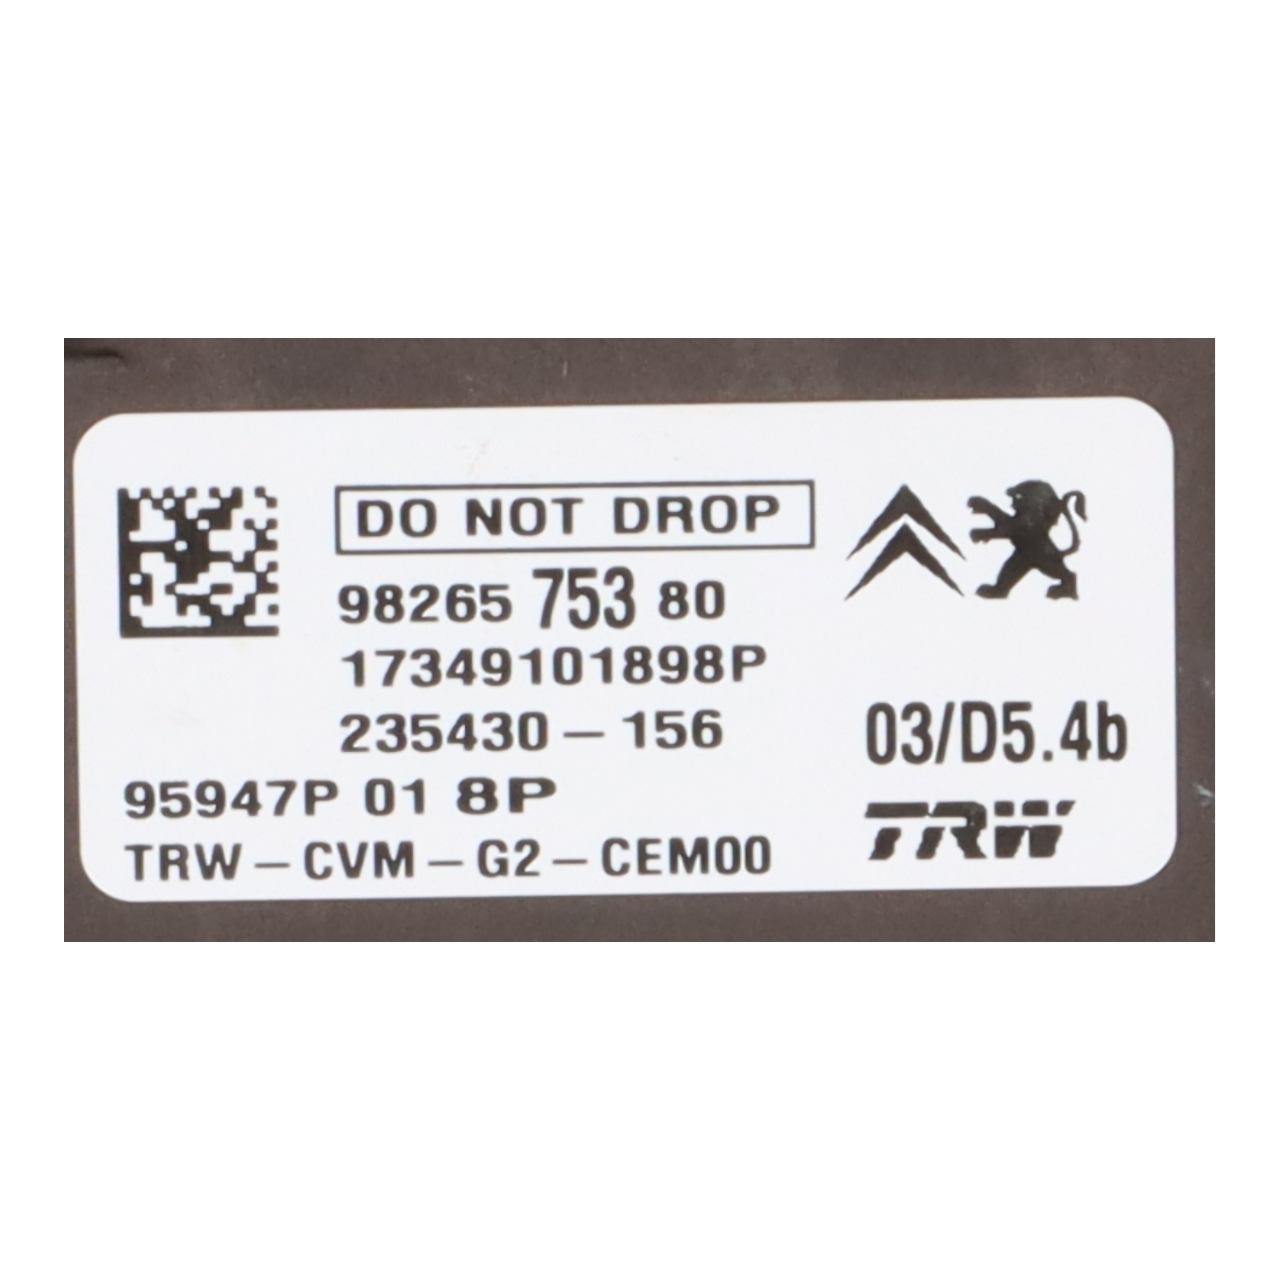 DO NOT DROP
98265 753 80
17349101898P
235430-156
03/D5.4b
95947P 01 8P
TRW
TRW-CVM-G2-CEM00